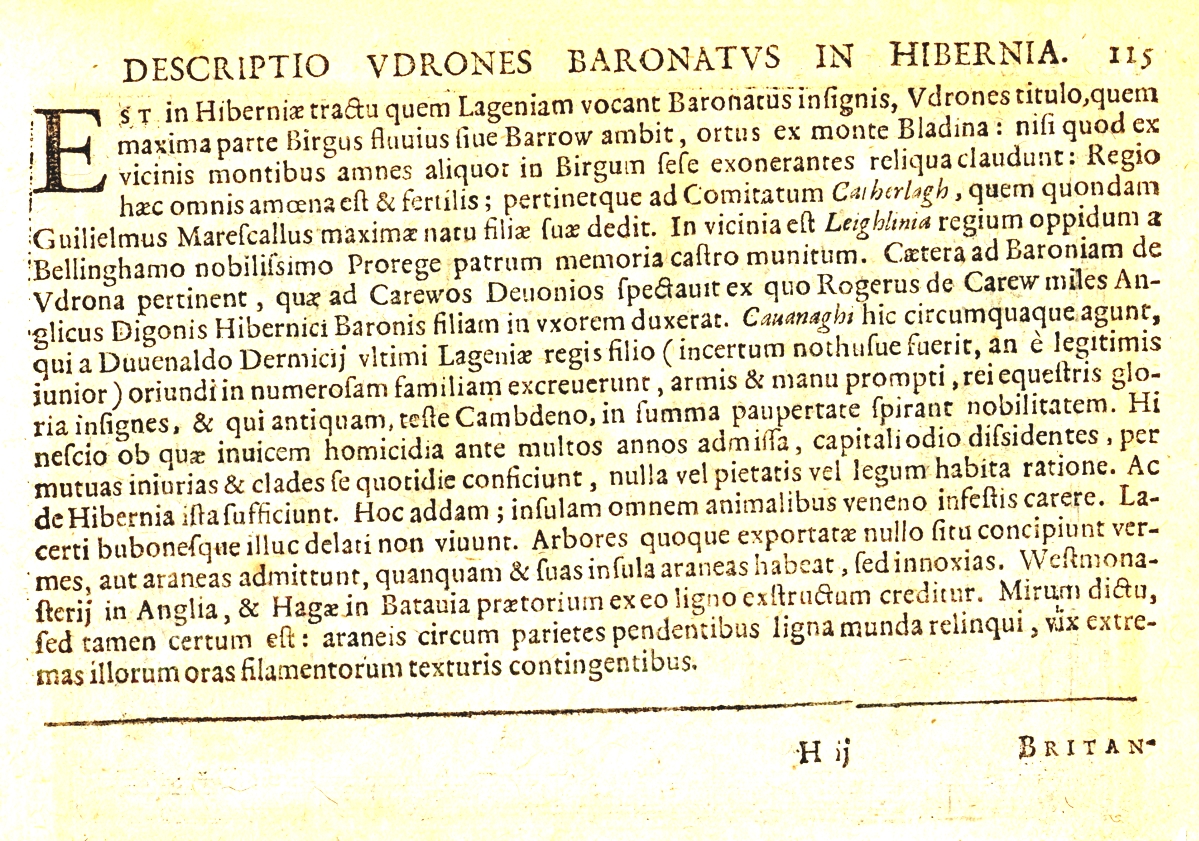 DESCRIPTIO VDRONES BARONATVS IN HIBERNIA. 115
EST in Hiberniæ tractu quem Lageniam vocant Baronatus inſignis, Vdrones titulo, quem
maxima parte Birgus fluuius ſiue Barrow ambit, ortus ex monte Bladina: niſi quod ex
vicinis montibus amnes aliquot in Birgum ſeſe exonerantes reliqua claudunt: Regio
hæc omnis amœna eſt & fertilis; pertinetque ad Comitatum Catherlagh, quem quondam
Guilielmus Mareſcallus maximæ natu filiæ ſuæ dedit. In vicinia eſt Leighlinia regium oppidum a
Bellinghamo nobiliſsimo Prorege patrum memoria caſtro munitum. Cætera ad Baroniam de
Vdrona pertinent, quæ ad Carewos Deuonios ſpectauit ex quo Rogerus de Carew miles An-
glicus Digonis Hibernici Baronis filiam in vxorem duxerat. Cauanaghi hic circumquaque agunt,
qui a Duuenaldo Dermicij vltimi Lageniæ regis filio (incertum nothuſue fuerit, an è legitimis
iunior) oriundi in numeroſam familiam excreuerunt, armis & manu prompti, rei equeſtris glo-
ria inſignes, & qui antiquam, teſte Cambdeno, in ſumma paupertate ſpirant nobilitatem. Hi
neſcio ob quæ inuicem homicidia ante multos annos admiſſa, capitali odio diſsidentes, per
mutuas iniurias & clades ſe quotidie conficiunt, nulla vel pietatis vel legum habita ratione. Ac
de Hibernia iſta ſufficiunt. Hoc addam; inſulam omnem animalibus veneno infeſtis carere. La-
certi buboneſque illuc delati non viuunt. Arbores quoque exportatæ nullo ſitu concipiunt ver-
mes, aut araneas admittunt, quanquam & ſuas inſula araneas habeat, ſed innoxias. Weſtmona-
ſterij in Anglia, & Hagæ in Batauia prætorium ex eo ligno exſtructum creditur. Mirum dictu,
ſed tamen certum eſt: araneis circum parietes pendentibus ligna munda relinqui, vix extre-
mas illorum oras filamentorum texturis contingentibus.
H ij BRITAN-